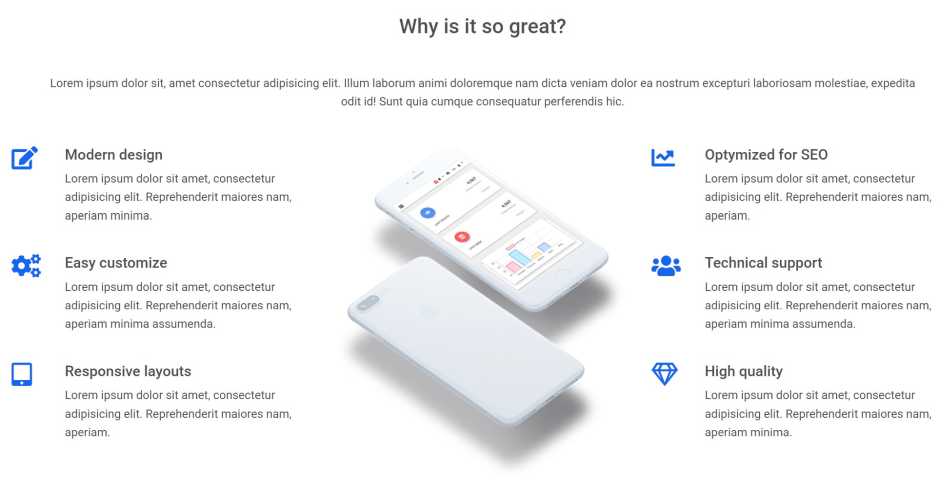 Why is it so great?
Lorem ipsum dolor sit, amet consectetur adipisicing elit. Illum laborum animi doloremque nam dicta veniam dolor ea nostrum excepturi laboriosam molestiae, expedita
odit id! Sunt quia cumque consequatur perferendis hic.
Modern design
Lorem ipsum dolor sit amet, consectetur
adipisicing elit. Reprehenderit maiores nam,
aperiam minima.
Easy customize
Lorem ipsum dolor sit amet, consectetur
adipisicing elit. Reprehenderit maiores nam,
aperiam minima assumenda.
Responsive layouts
Lorem ipsum dolor sit amet, consectetur
adipisicing elit. Reprehenderit maiores nam,
aperiam.
Optymized for SEO
Lorem ipsum dolor sit amet, consectetur
adipisicing elit. Reprehenderit maiores nam,
aperiam.
Technical support
Lorem ipsum dolor sit amet, consectetur
adipisicing elit. Reprehenderit maiores nam,
aperiam minima assumenda.
High quality
Lorem ipsum dolor sit amet, consectetur
adipisicing elit. Reprehenderit maiores nam,
aperiam minima.